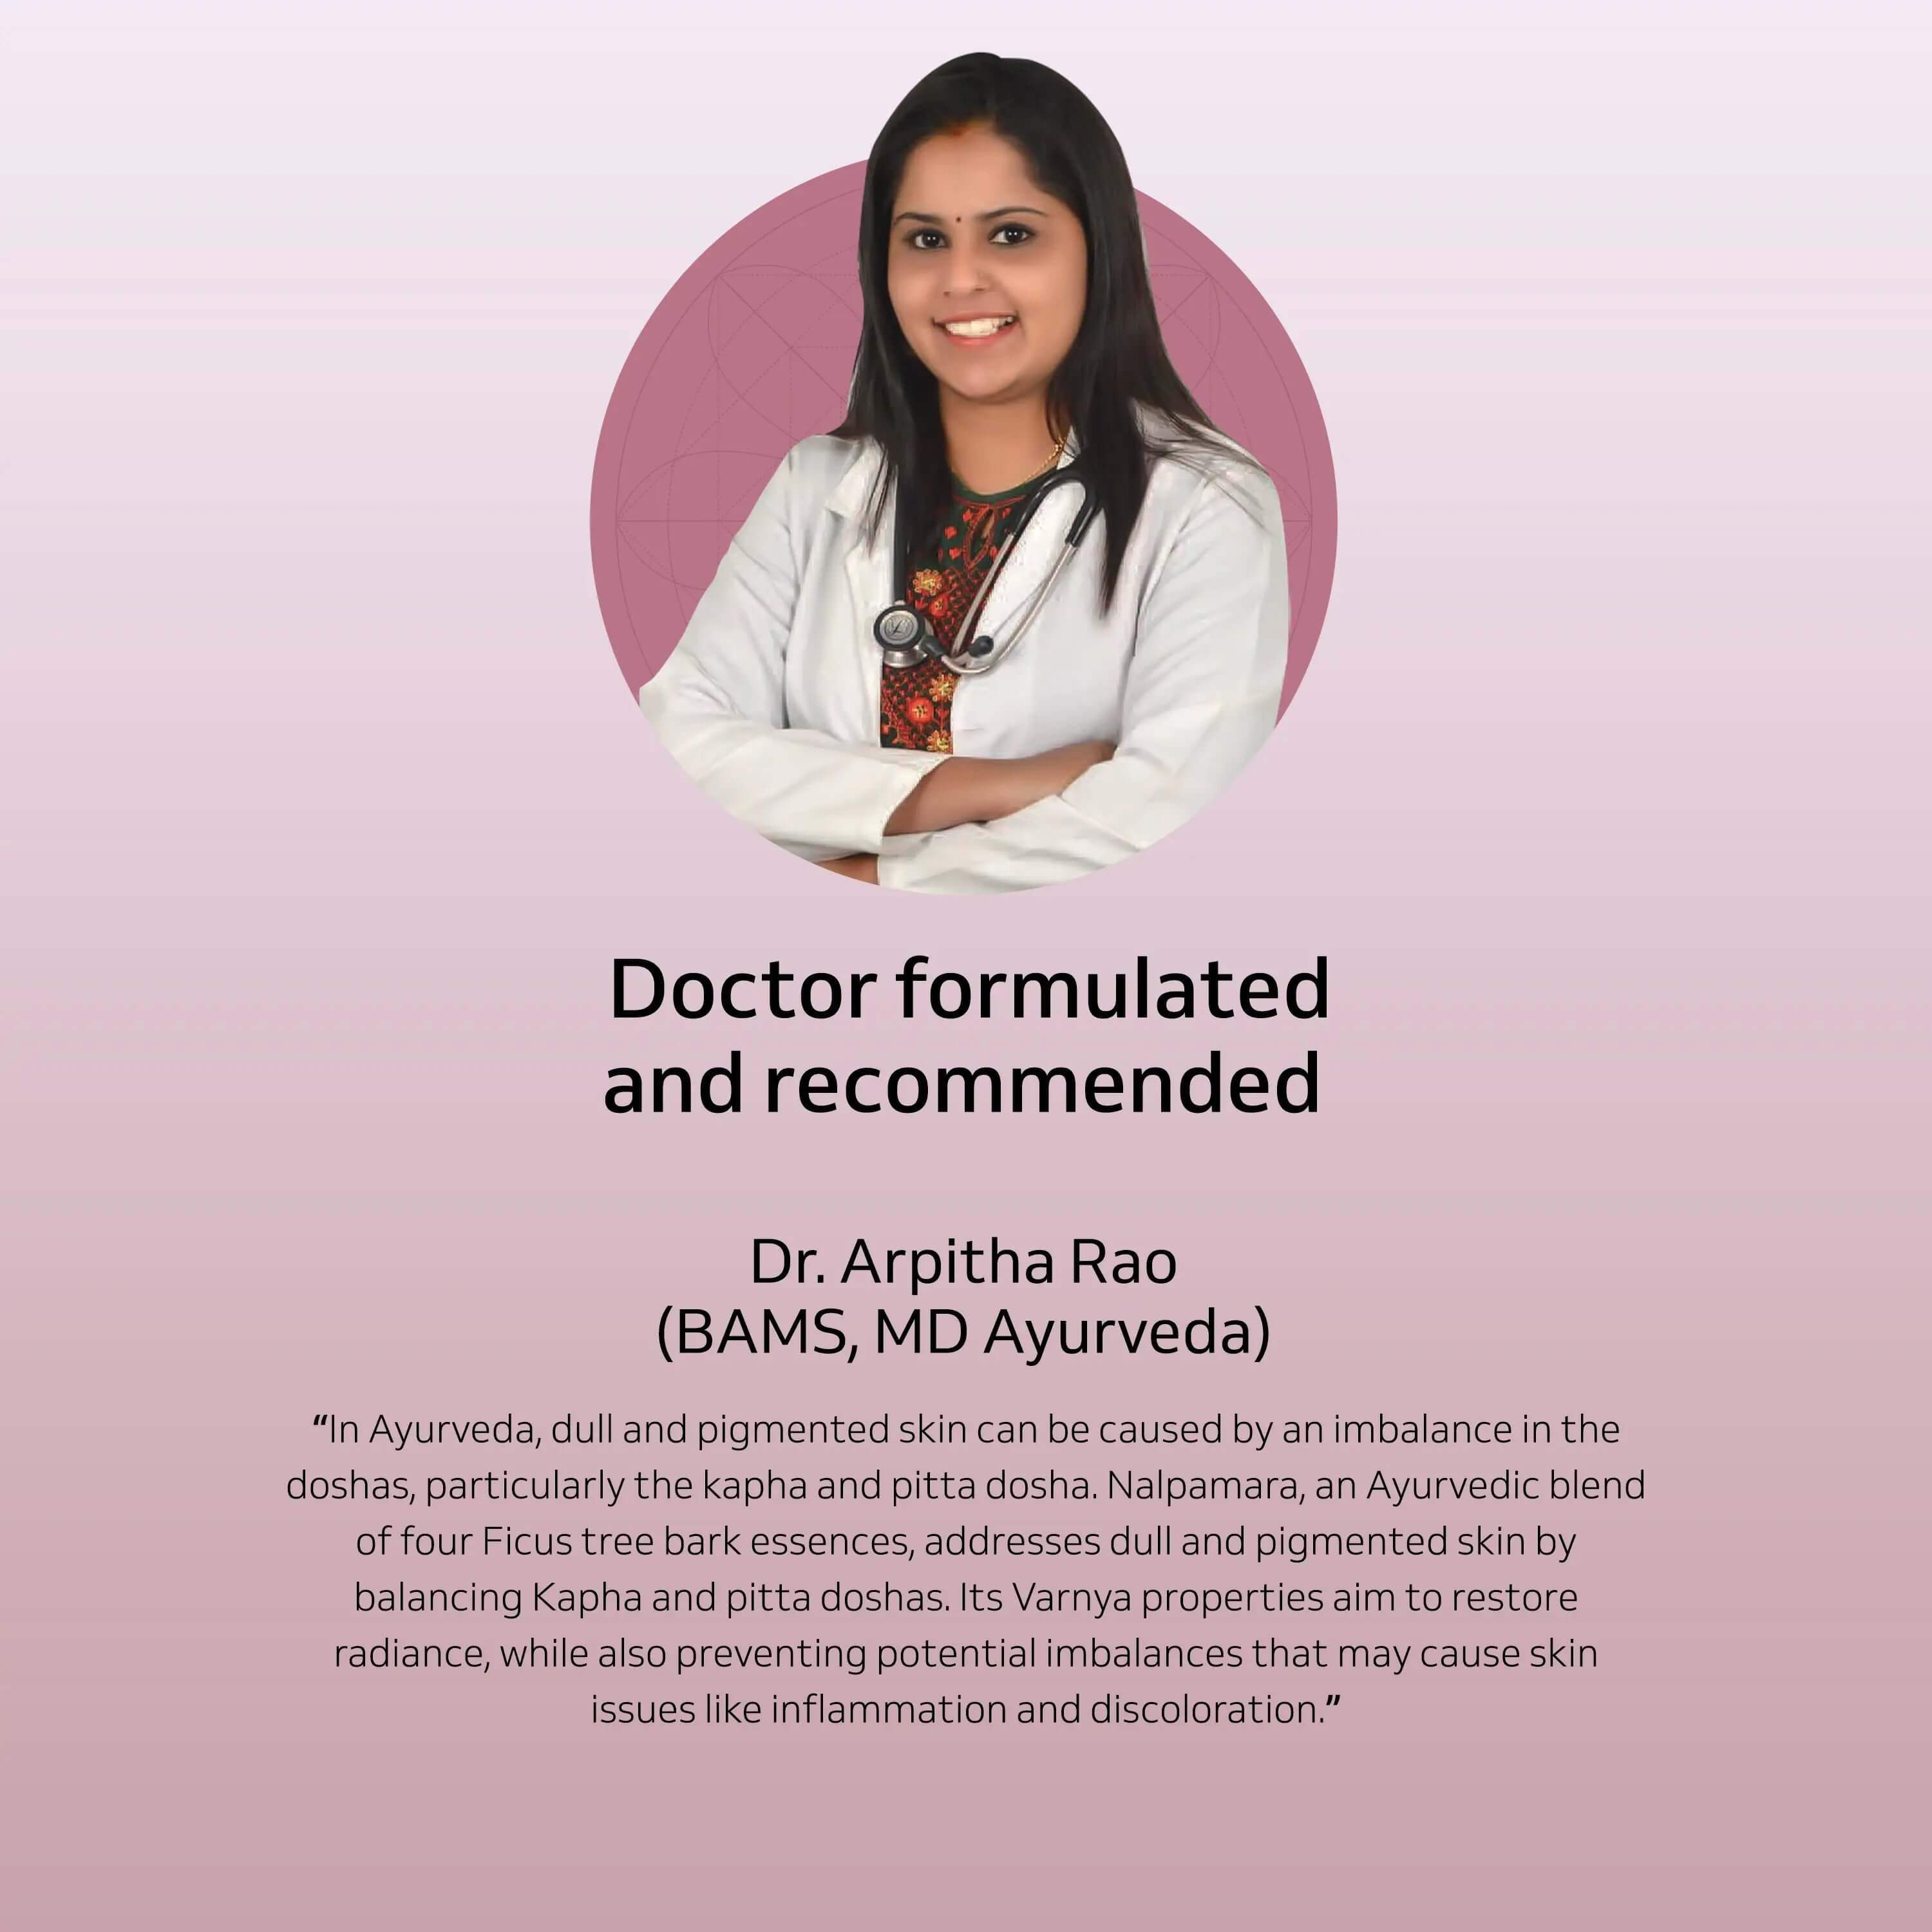 Doctor formulated
and recommended
Dr. Arpitha Rao
(BAMS, MD Ayurveda)
“In Ayurveda, dull and pigmented skin can be caused by an imbalance in the
doshas, particularly the kapha and pitta dosha. Nalpamara, an Ayurvedic blend
of four Ficus tree bark essences, addresses dull and pigmented skin by
balancing Kapha and pitta doshas. Its Varnya properties aim to restore
radiance, while also preventing potential imbalances that may cause skin
issues like inflammation and discoloration.”